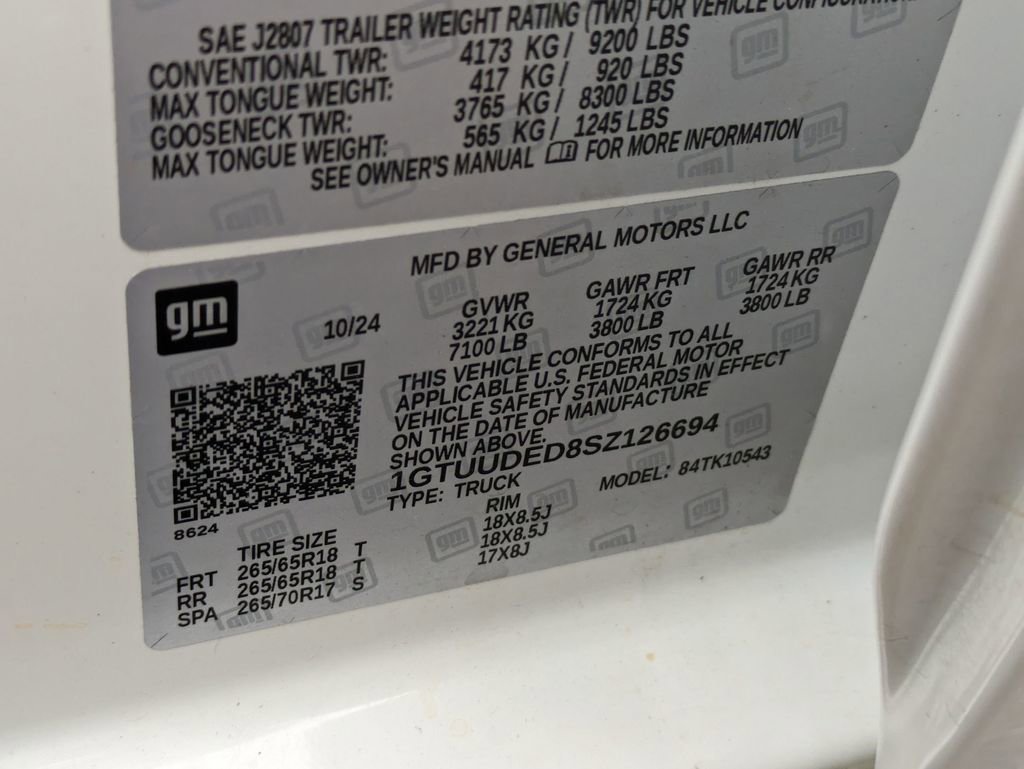 SAE J2807 TRAILER WEIGHT RATING (TWR) FOR VEHICLE
CONVENTIONAL TWR: 4173 KG / 9200 LBS
MAX TONGUE WEIGHT: 417 KG / 920 LBS
GOOSENECK TWR: 3765 KG / 8300 LBS
MAX TONGUE WEIGHT: 565 KG / 1245 LBS
SEE OWNER'S MANUAL FOR MORE INFORMATION
MFD BY GENERAL MOTORS LLC
gm
10/24
GVWR GAWR FRT GAWR RR
3221 KG 1724 KG 1724 KG
7100 LB 3800 LB 3800 LB
THIS VEHICLE CONFORMS TO ALL
APPLICABLE U.S. FEDERAL MOTOR
VEHICLE SAFETY STANDARDS IN EFFECT
ON THE DATE OF MANUFACTURE
SHOWN ABOVE.
1GTUUDED8SZ126694
TYPE: TRUCK MODEL: 84TK10543
8624
TIRE SIZE RIM
FRT 265/65R18 T 18X8.5J
RR 265/65R18 T 18X8.5J
SPA 265/70R17 S 17X8J